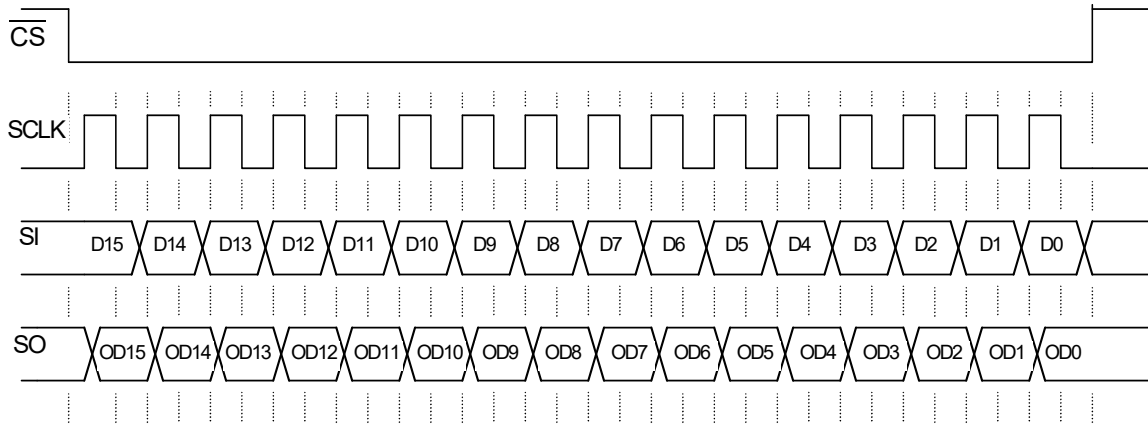 CS
SCLK
SI D15 D14 D13 D12 D11 D10 D9 D8 D7 D6 D5 D4 D3 D2 D1 D0
SO OD15 OD14 OD13 OD12 OD11 OD10 OD9 OD8 OD7 OD6 OD5 OD4 OD3 OD2 OD1 OD0